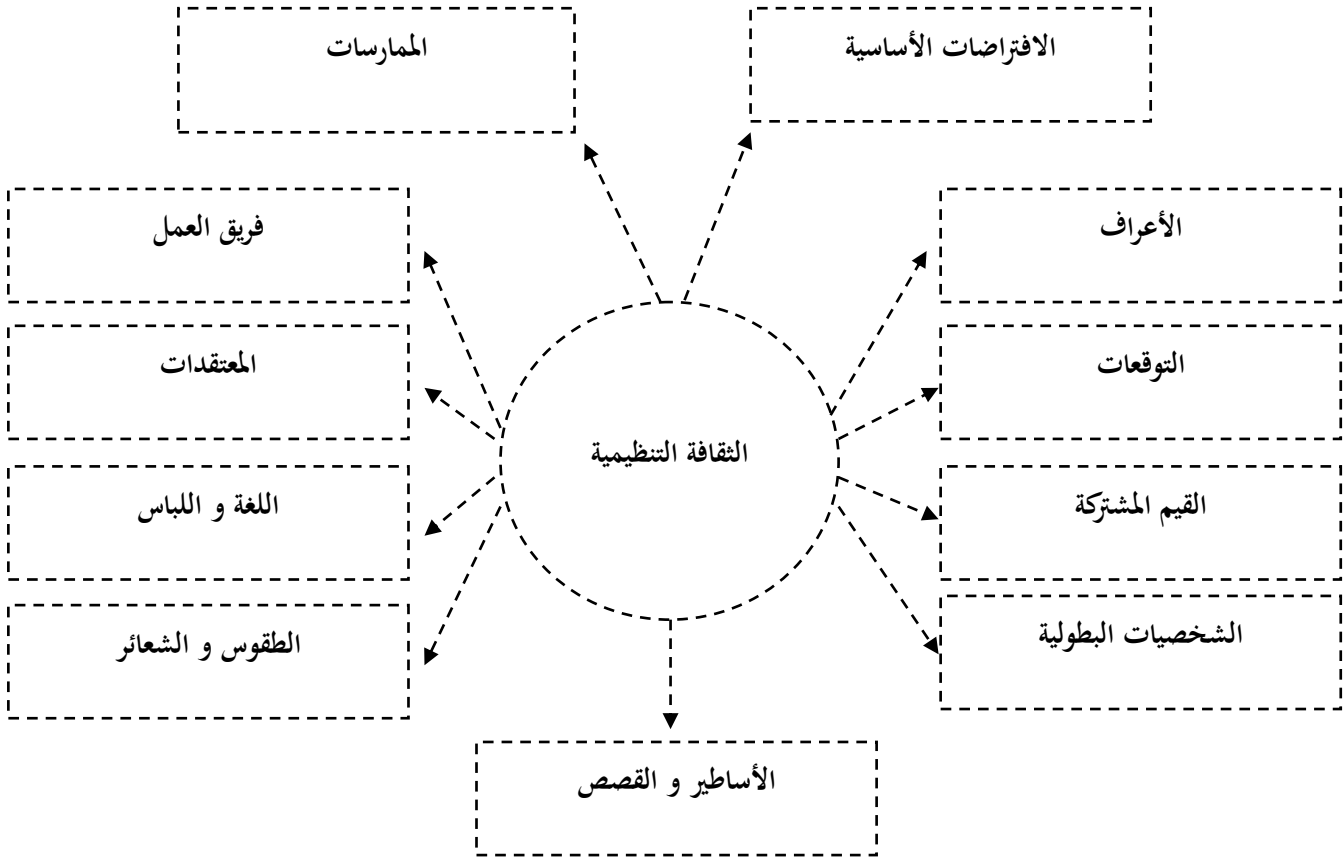 الافتراضات الأساسية
الممارسات
الأعراف
فريق العمل
التوقعات
المعتقدات
الثقافة التنظيمية
القيم المشتركة
اللغة و اللباس
الشخصيات البطولية
الطقوس و الشعائر
الأساطير و القصص